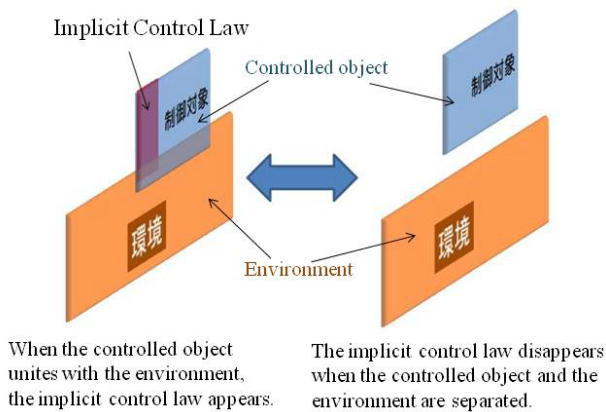 Implicit Control Law
Controlled object
制御対象
制御対象
環境
環境
Environment
When the controlled object
unites with the environment,
the implicit control law appears.
The implicit control law disappears
when the controlled object and the
environment are separated.